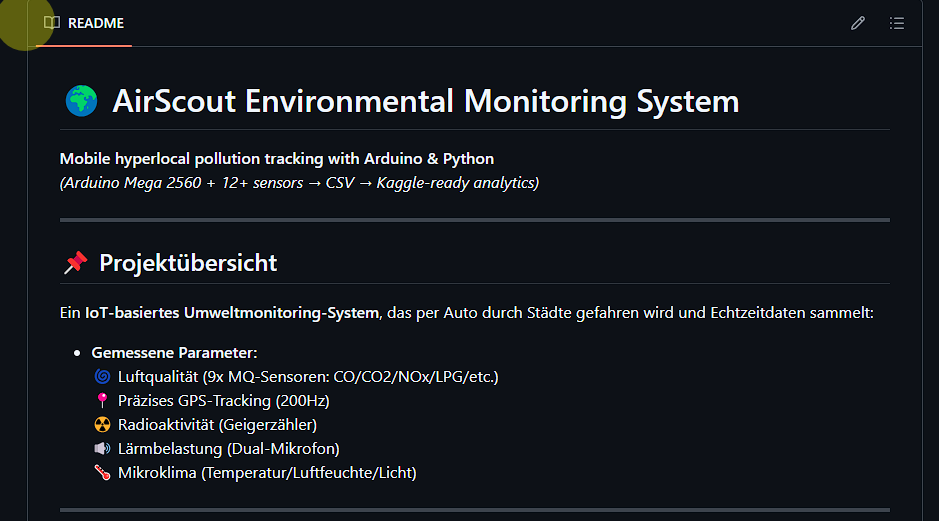 README
AirScout Environmental Monitoring System
Mobile hyperlocal pollution tracking with Arduino & Python
(Arduino Mega 2560 + 12+ sensors → CSV → Kaggle-ready analytics)
Projektübersicht
Ein IoT-basiertes Umweltmonitoring-System, das per Auto durch Städte gefahren wird und Echtzeitdaten sammelt:
• Gemessene Parameter:
Luftqualität (9x MQ-Sensoren: CO/CO2/NOx/LPG/etc.)
Präzises GPS-Tracking (200Hz)
Radioaktivität (Geigerzähler)
Lärmbelastung (Dual-Mikrofon)
Mikroklima (Temperatur/Luftfeuchte/Licht)